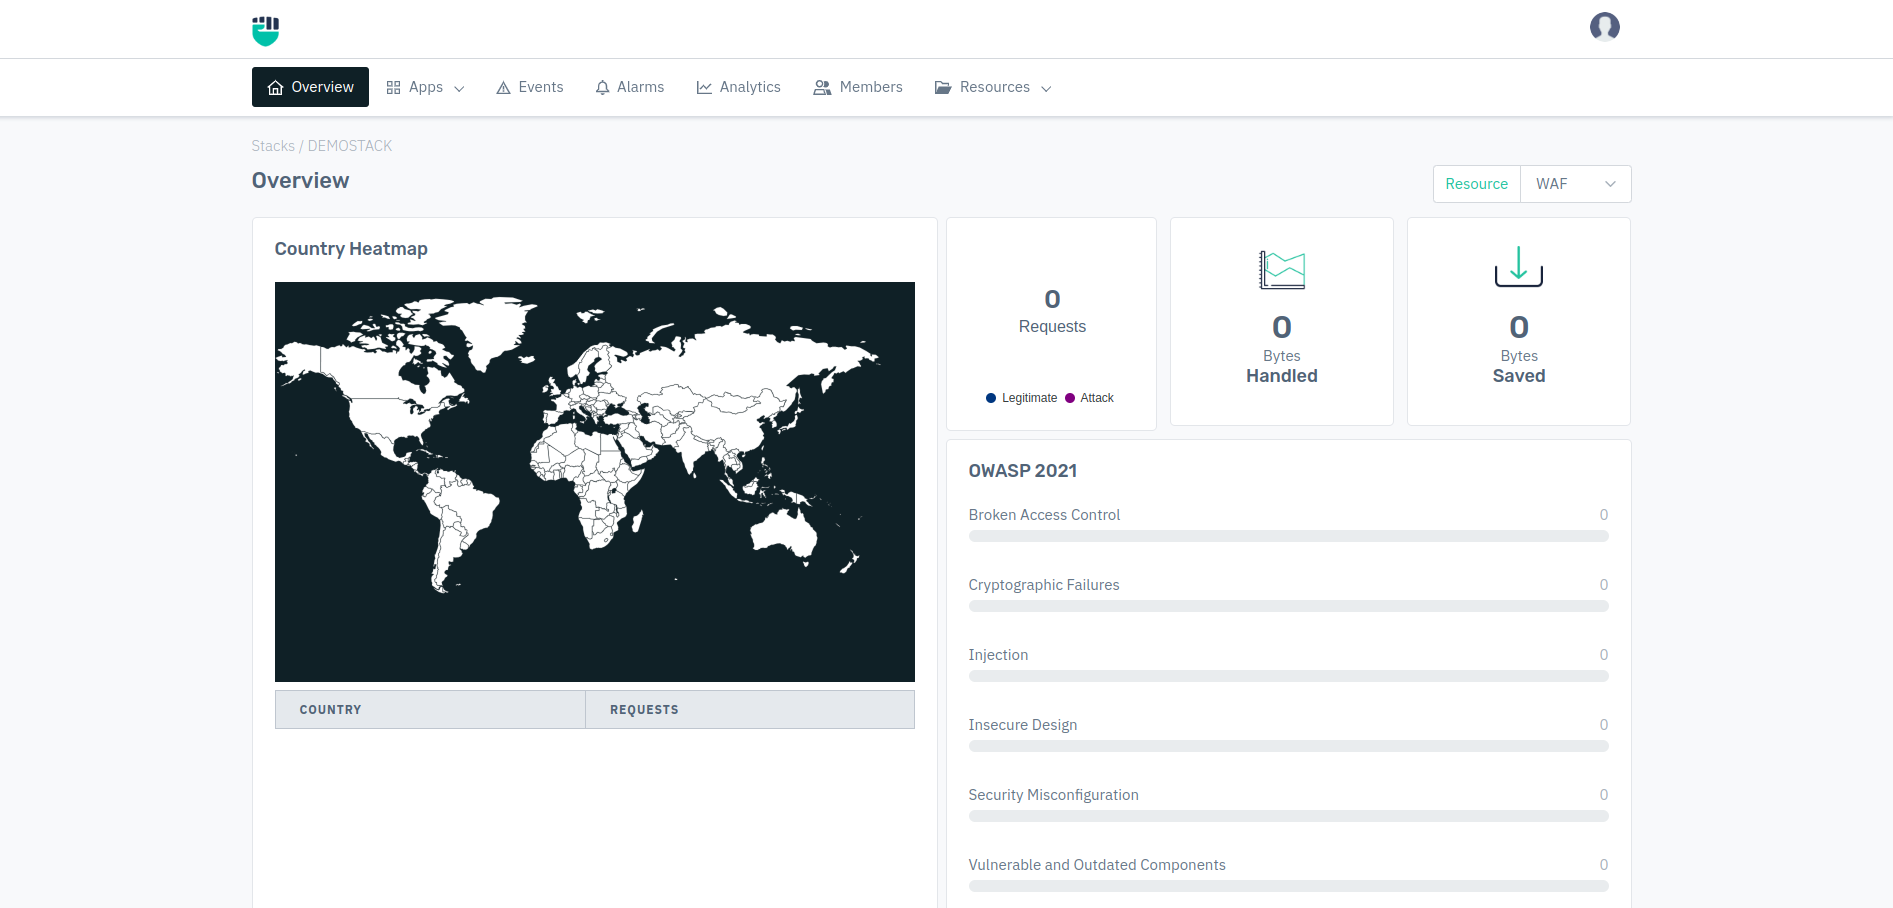 Overview
Apps
Events
Alarms
Analytics
Members
Resources
Stacks / DEMOSTACK
Overview
Resource
WAF
Country Heatmap
COUNTRY
REQUESTS
0
Requests
Legitimate
Attack
0
Bytes
Handled
0
Bytes
Saved
OWASP 2021
Broken Access Control 0
Cryptographic Failures 0
Injection 0
Insecure Design 0
Security Misconfiguration 0
Vulnerable and Outdated Components 0